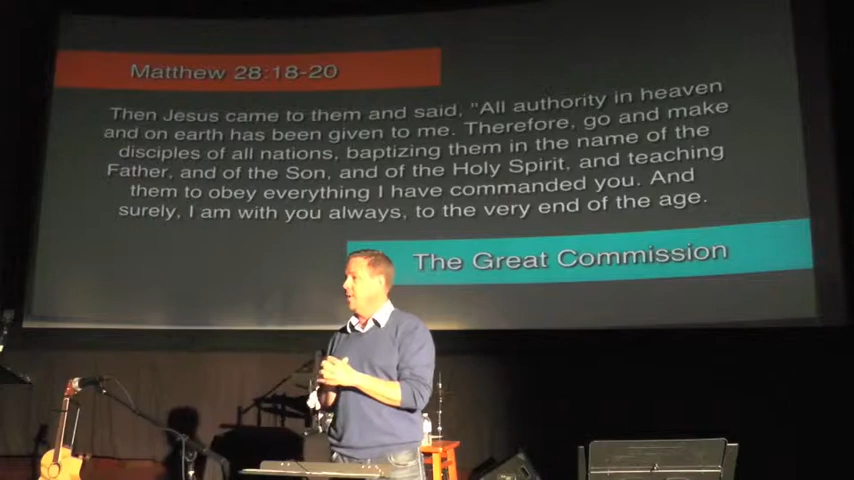 Matthew 28:18-20
Then Jesus came to them and said, "All authority in heaven
and on earth has been given to me. Therefore, go and make
disciples of all nations, baptizing them in the name of the
Father, and of the Son, and of the Holy Spirit, and teaching
them to obey everything I have commanded you. And
surely, I am with you always, to the very end of the age.
The Great Commission